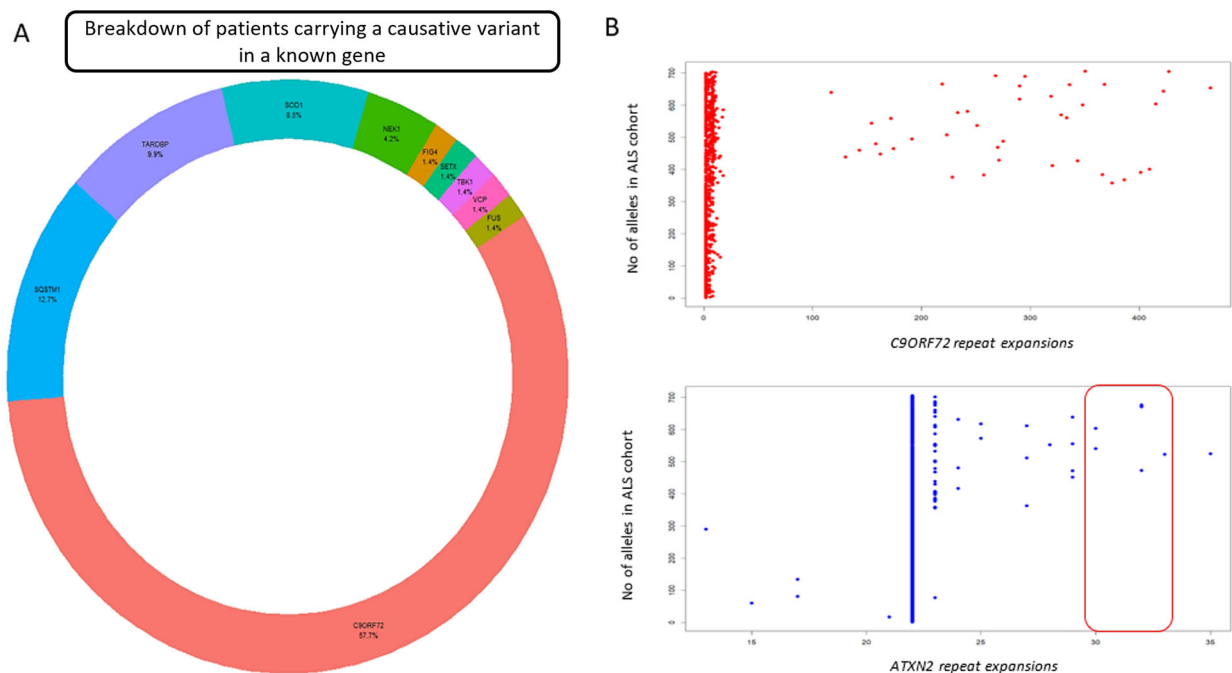 A
Breakdown of patients carrying a causative variant
in a known gene
SOD1
8.5%
TARDBP
9.9%
NEK1
4.2%
FIG4
1.4%
SETX
1.4%
TBK1
1.4%
VCP
1.4%
FUS
1.4%
SQSTM1
12.7%
C9ORF72
57.7%
B
No of alleles in ALS cohort
700
600
500
400
300
200
100
0
0
100
200
300
400
C9ORF72 repeat expansions
No of alleles in ALS cohort
700
600
500
400
300
200
100
0
15
20
25
30
35
ATXN2 repeat expansions